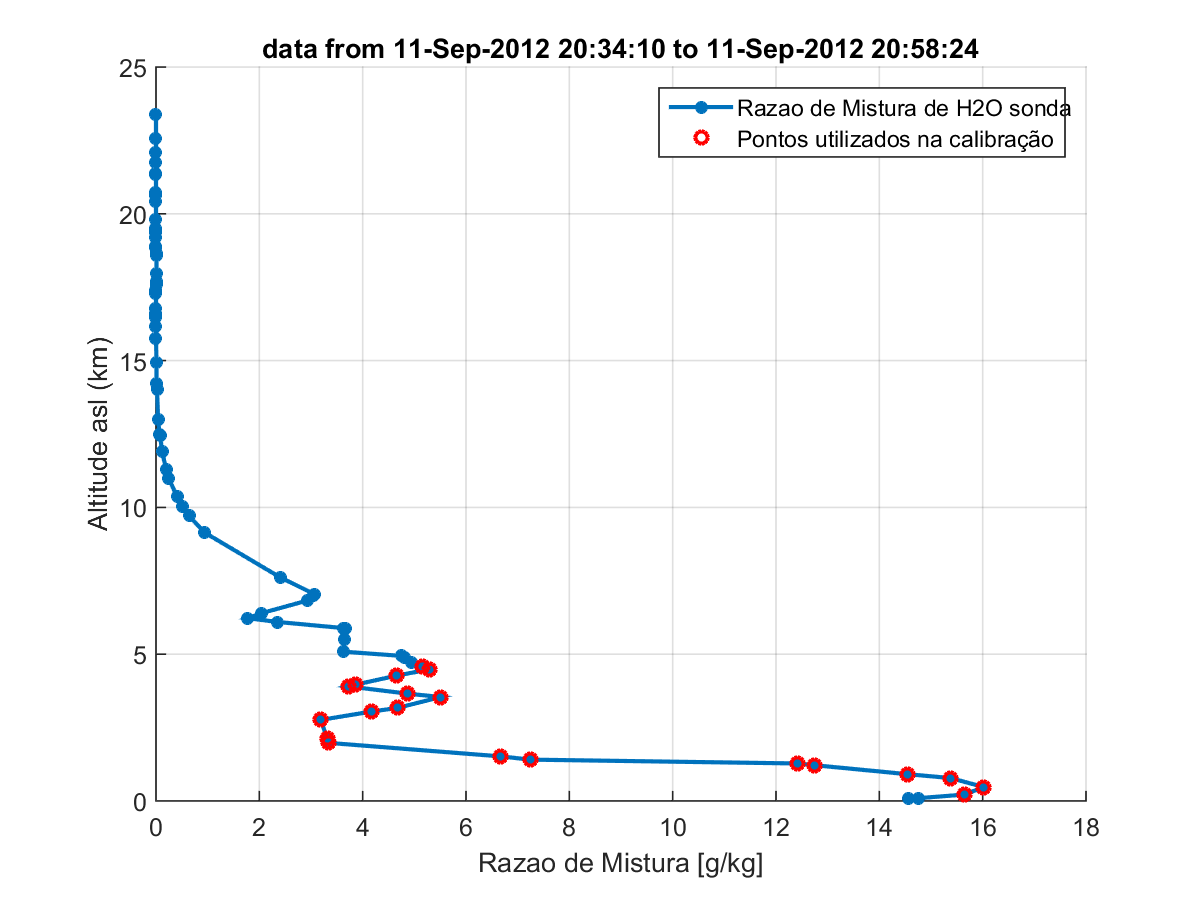 data from 11-Sep-2012 20:34:10 to 11-Sep-2012 20:58:24
Razao de Mistura de H2O sonda
Pontos utilizados na calibração
25
20
15
10
5
0
Altitude asl (km)
0 2 4 6 8 10 12 14 16 18
Razao de Mistura [g/kg]